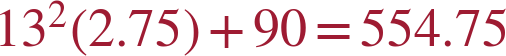 13²(2.75) + 90 = 554.75